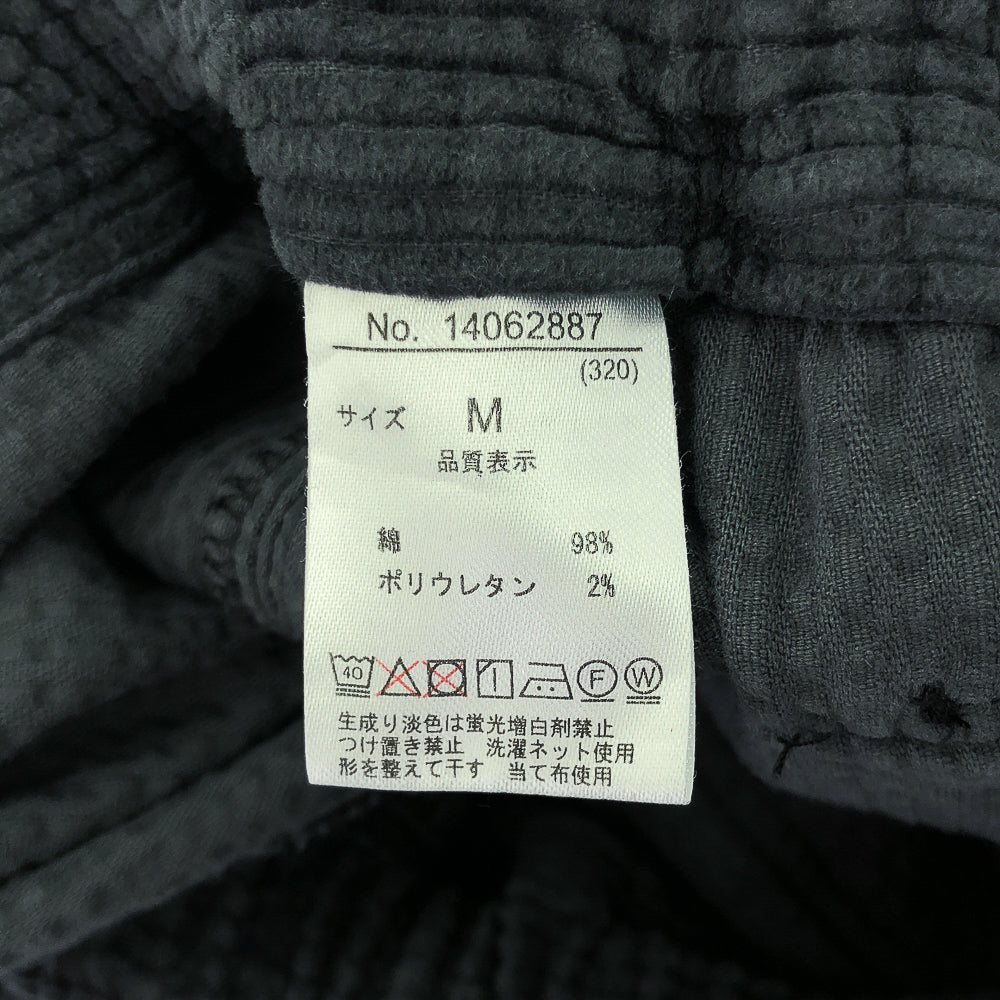 No. 14062887
(320)
サイズ M
品質表示
綿 98%
ポリウレタン 2%
40 F W
生成り淡色は蛍光増白剤禁止
つけ置き禁止 洗濯ネット使用
形を整えて干す 当て布使用